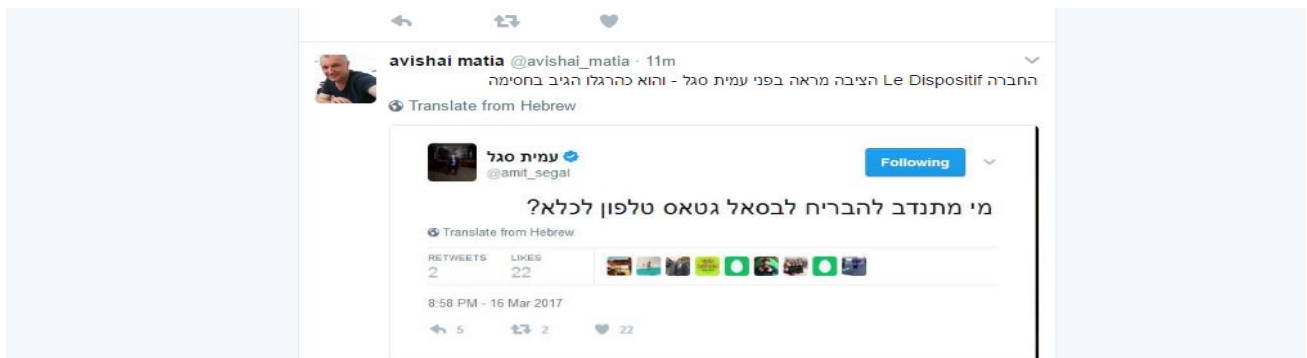 avishai matia @avishai_matia · 11m
החברה Le Dispositif הציבה מראה בפני עמית סגל - והוא כהרגלו הגיב בחסימה
Translate from Hebrew
עמית סגל
@amit_segal
Following
מי מתנדב להבריח לבסאל גטאס טלפון לכלא?
Translate from Hebrew
RETWEETS LIKES
2 22
8:58 PM - 16 Mar 2017
5 2 22